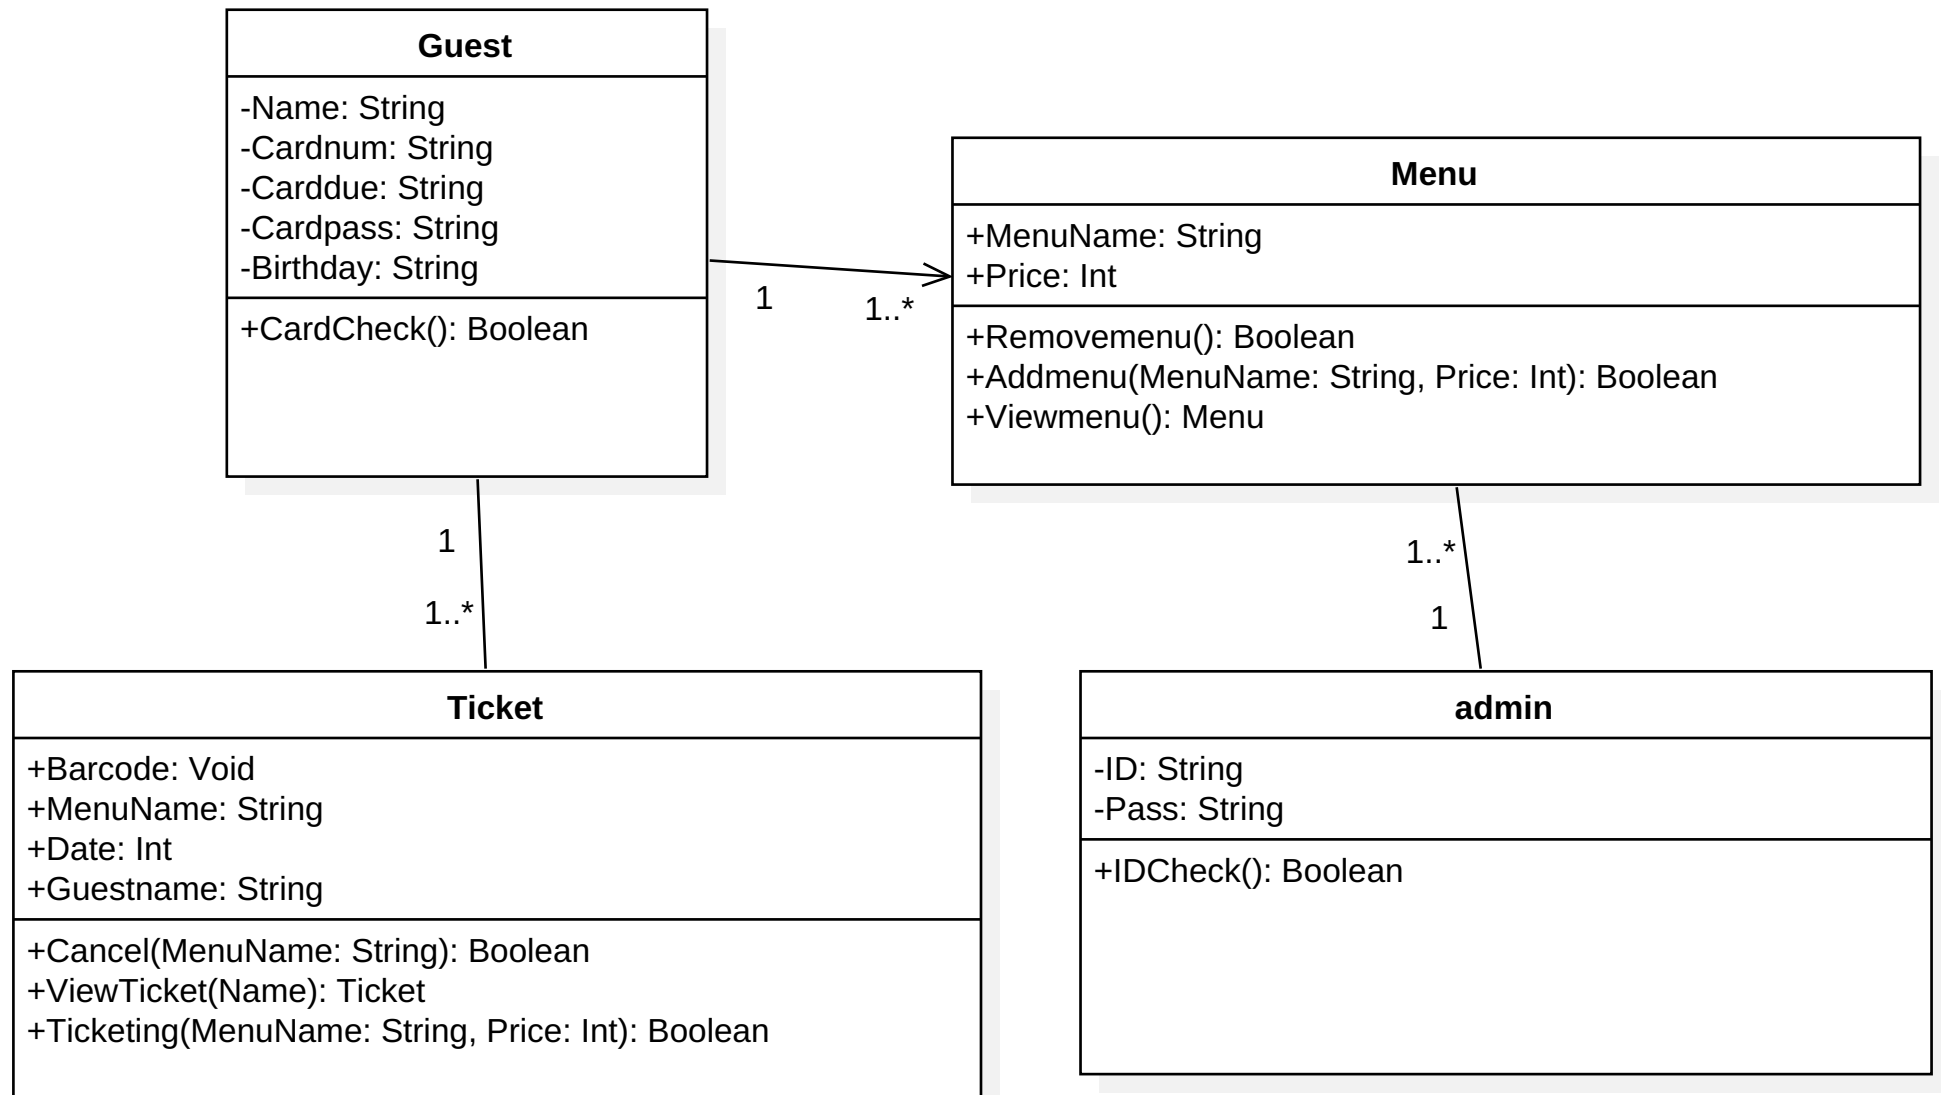 Guest
-Name: String
-Cardnum: String
-Carddue: String
-Cardpass: String
-Birthday: String
+CardCheck(): Boolean
1
1..*
Menu
+MenuName: String
+Price: Int
+Removemenu(): Boolean
+Addmenu(MenuName: String, Price: Int): Boolean
+Viewmenu(): Menu
1
1..*
1..*
1
Ticket
+Barcode: Void
+MenuName: String
+Date: Int
+Guestname: String
+Cancel(MenuName: String): Boolean
+ViewTicket(Name): Ticket
+Ticketing(MenuName: String, Price: Int): Boolean
admin
-ID: String
-Pass: String
+IDCheck(): Boolean